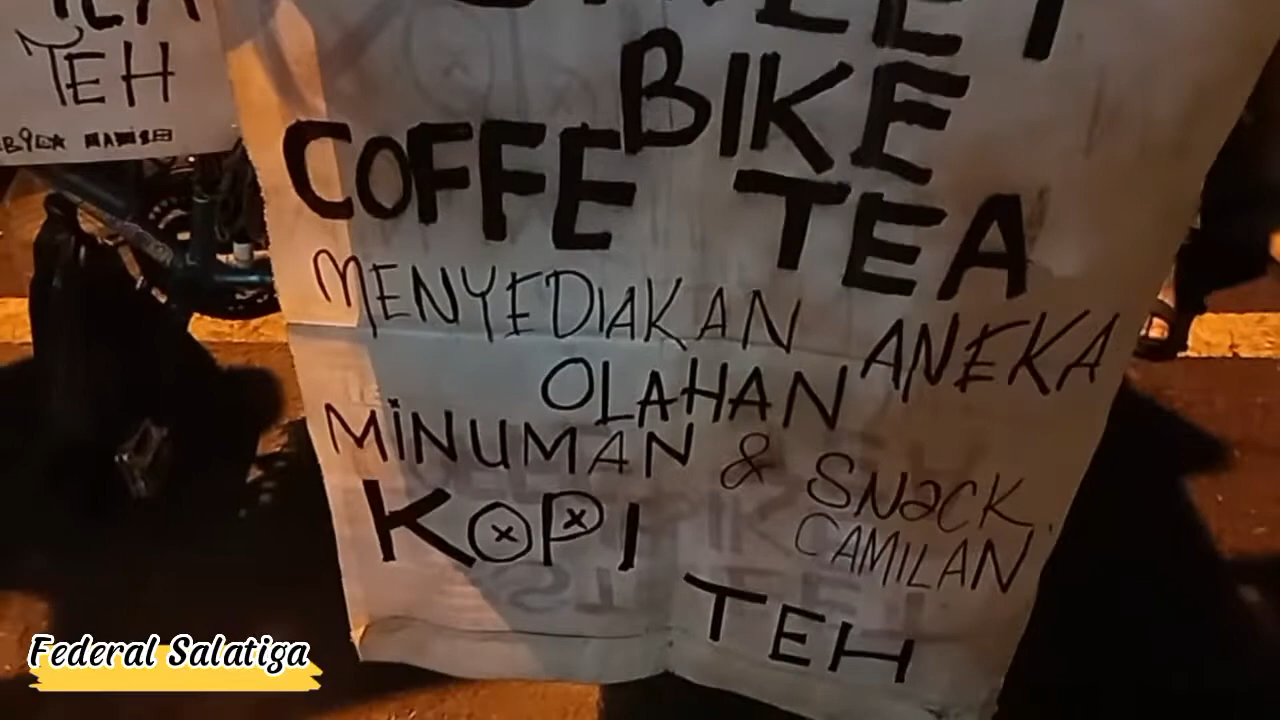 TEH
BIKE
COFFE TEA
MENYEDIAKAN ANEKA
OLAHAN
MINUMAN & SNACK
CAMILAN
KOPI
TEH
Federal Salatiga